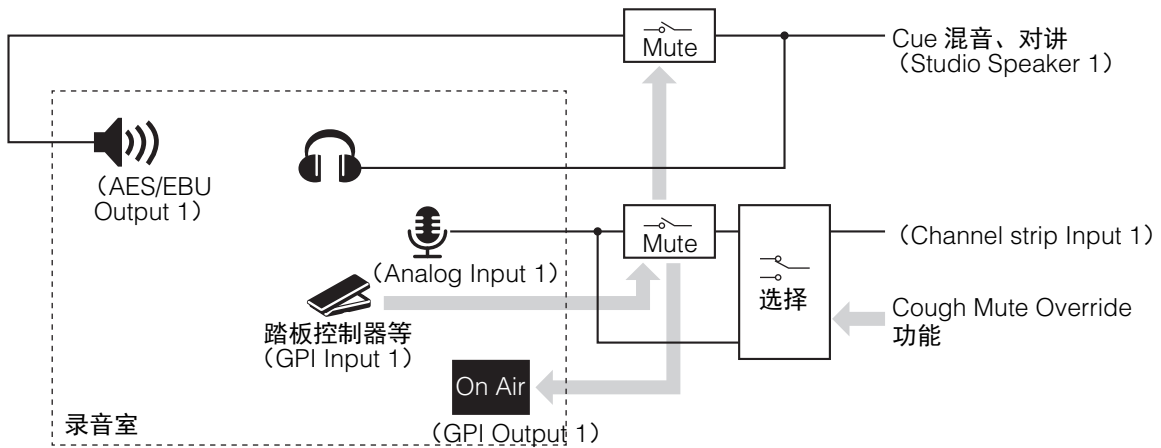 Mute
Cue 混音、对讲
（Studio Speaker 1）
（AES/EBU
Output 1）
Mute
（Channel strip Input 1）
（Analog Input 1）
选择
Cough Mute Override
功能
踏板控制器等
（GPI Input 1）
On Air
录音室
（GPI Output 1）